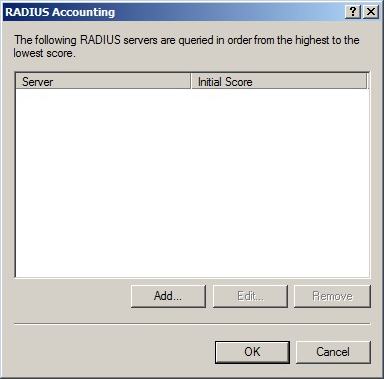 RADIUS Accounting
The following RADIUS servers are queried in order from the highest to the
lowest score.
Server Initial Score
Add... Edit... Remove
OK Cancel